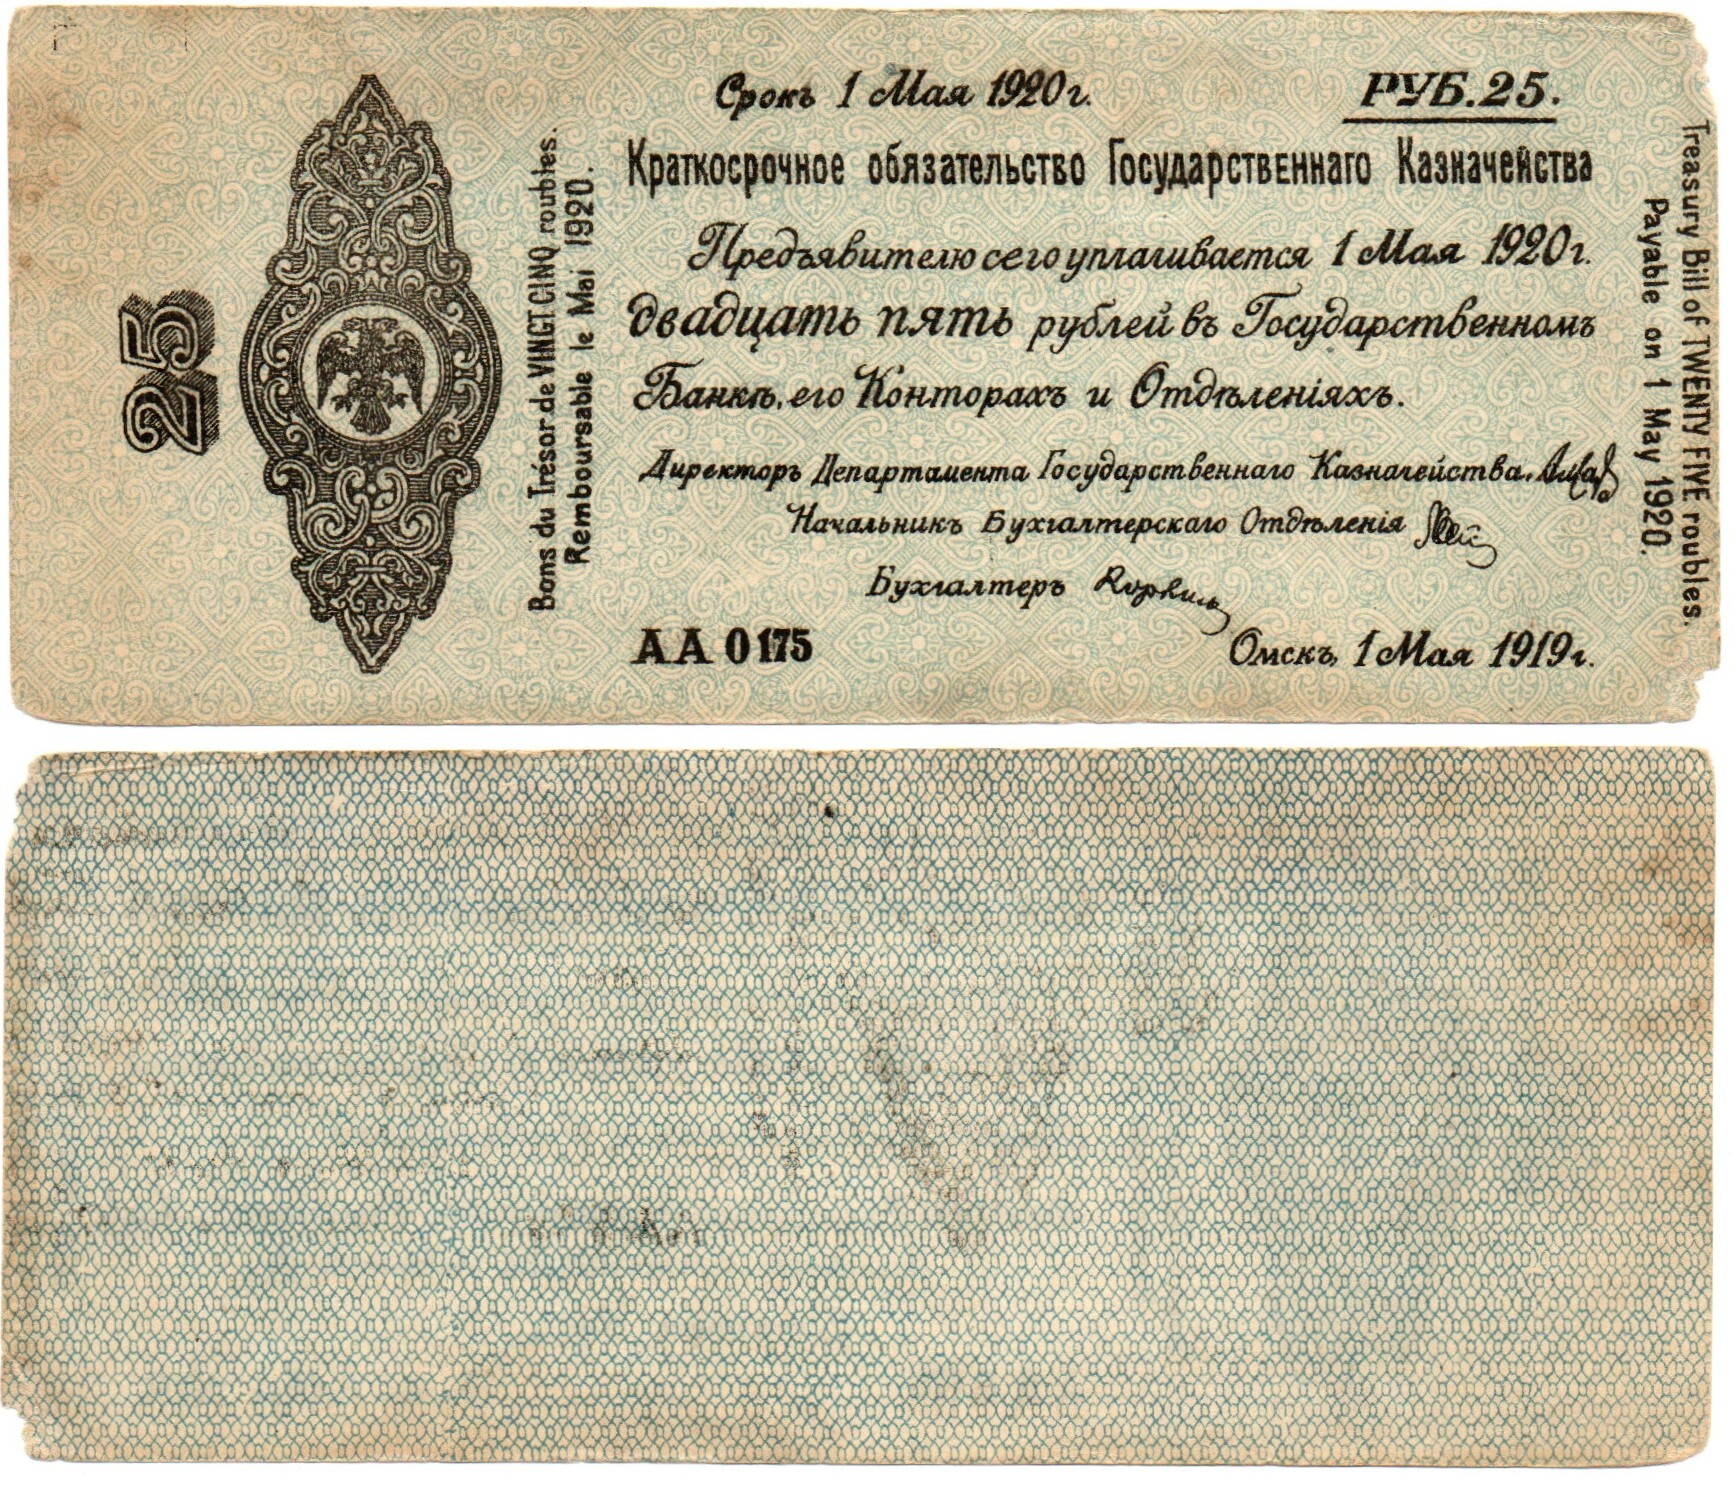 25
Bons du Trésor de VINGT CINQ roubles.
Remboursable le Mai 1920.
Срокъ 1 Мая 1920 г.
РУБ. 25.
Краткосрочное обязательство Государственнаго Казначейства
Предъявителю сего уплачивается 1 Мая 1920 г.
двадцать пять рублей въ Государственномъ
Банкѣ, его Конторахъ и Отдѣленіяхъ.
Директоръ Департамента Государственнаго Казначейства.
Начальникъ Бухгалтерскаго Отдѣленія
Бухгалтеръ
АА 0175
Омскъ, 1 Мая 1919 г.
Treasury Bill of TWENTY FIVE roubles.
Payable on 1 May 1920.